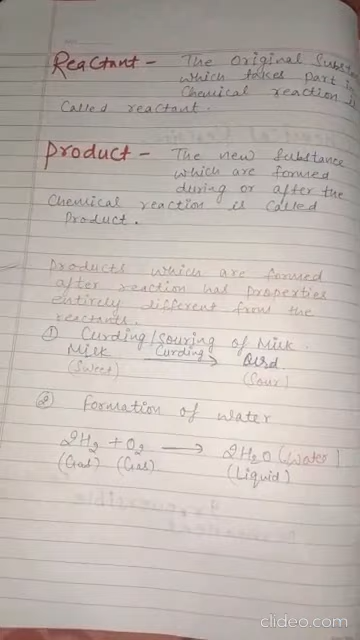 Reactant - The original Substa
which takes part in
Chemical reaction is
Called reactant.
Product - The new Substance
which are formed
during or after the
Chemical reaction is called
Product.
Products which are formed
after reaction has properties
entirely different from the
reactants.
① Curding/Souring of Milk.
Milk Curding Curd
(Sweet) (Sour)
② Formation of water
2H₂ + O₂ → 2H₂O (Water)
(Gas) (Gas) (Liquid)
clideo.com